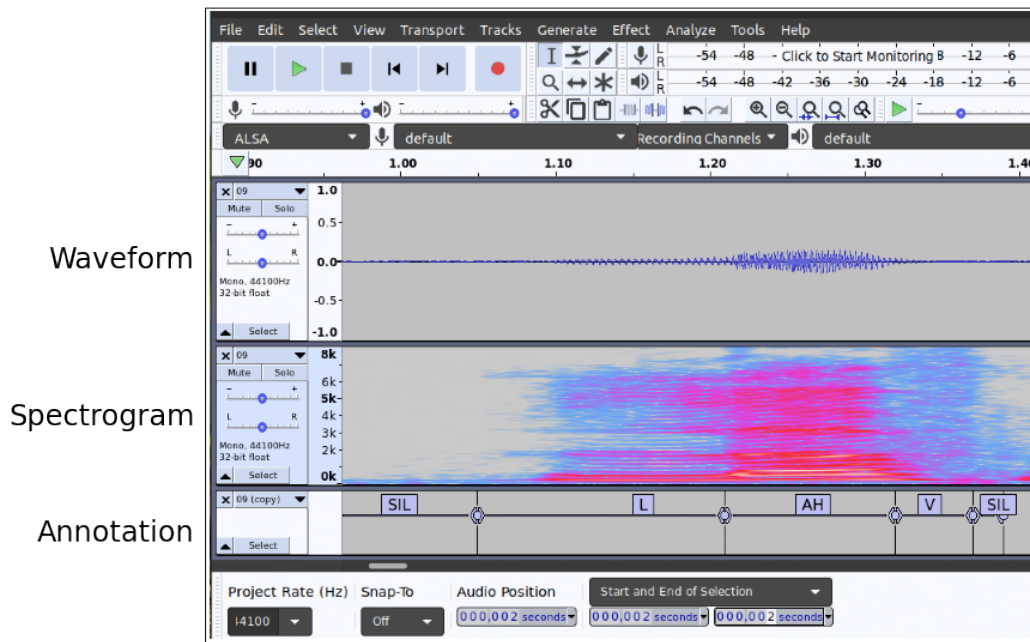 File Edit Select View Transport Tracks Generate Effect Analyze Tools Help
L R -54 -48 - Click to Start Monitoring 8 -12 -6
L R -54 -48 -42 -36 -30 -24 -18 -12 -6
- + - +
ALSA default Recording Channels default
90 1.00 1.10 1.20 1.30 1.4
Waveform
x 09
Mute Solo
- +
L R
Mono, 44100Hz
32-bit float
Select
1.0
0.5
0.0
-0.5
-1.0
Spectrogram
x 09
Mute Solo
- +
L R
Mono, 44100Hz
32-bit float
Select
8k
6k
5k
4k
3k
2k
0k
Annotation
x 09 (copy)
Select
SIL L AH V SIL
Project Rate (Hz) Snap-To Audio Position Start and End of Selection
44100 Off 000,002 seconds 000,002 seconds 000,002 seconds